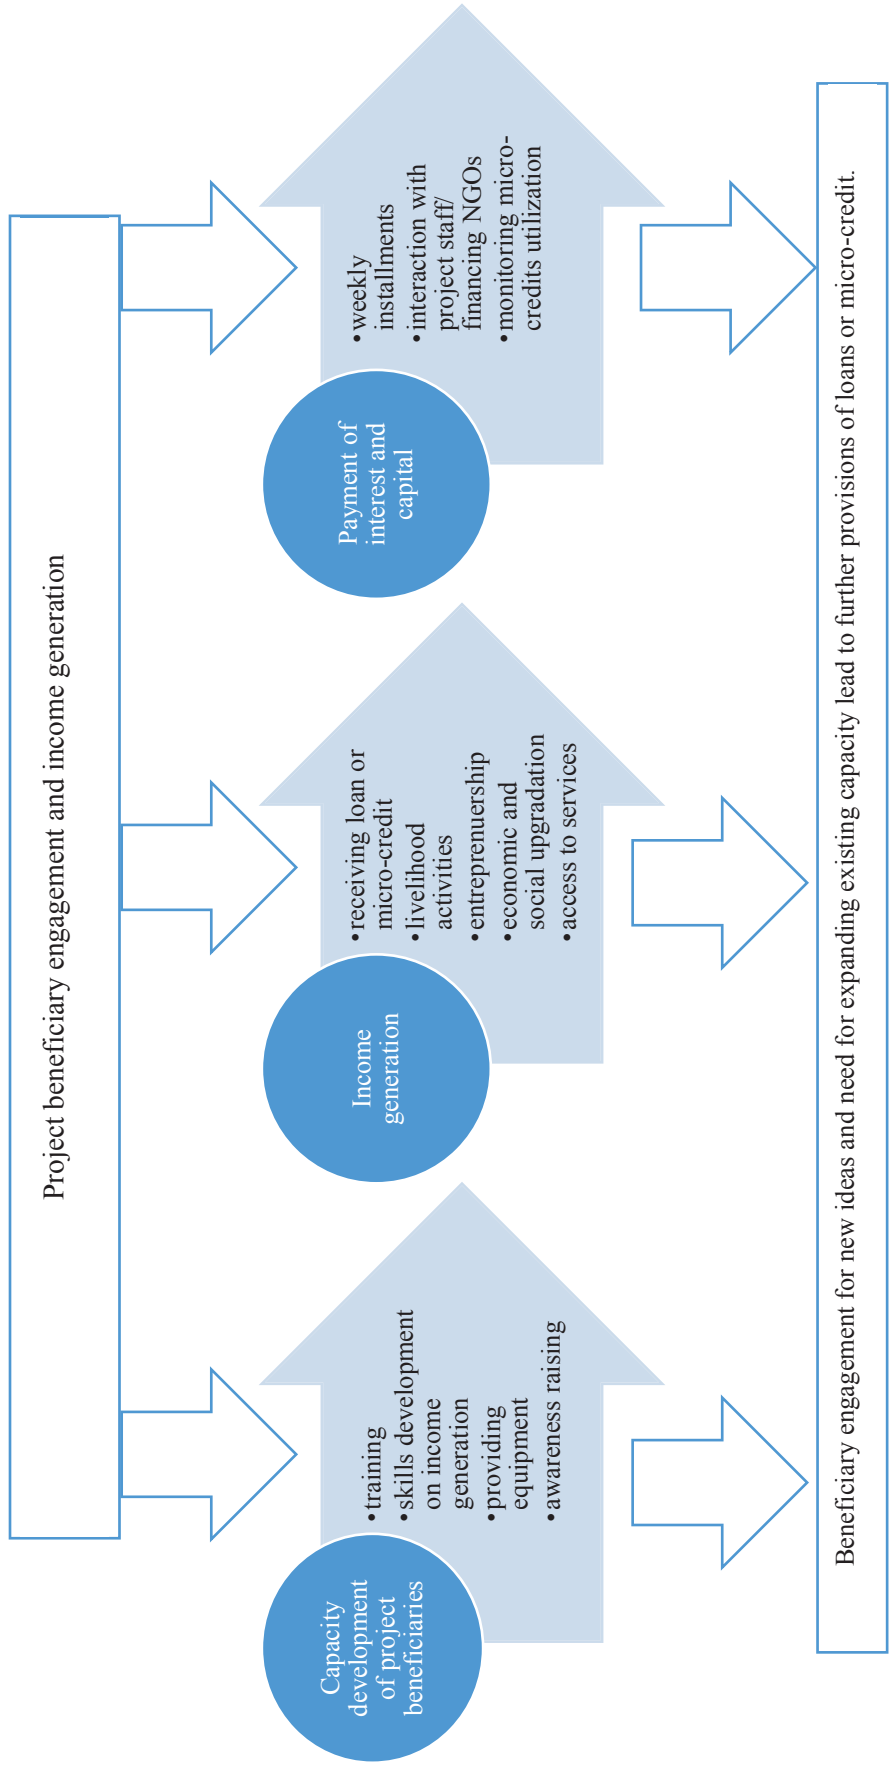 Project beneficiary engagement and income generation
Capacity
development
of project
beneficiaries
•training
•skills development
on income
generation
•providing
equipment
•awareness raising
Income
generation
•receiving loan or
micro-credit
•livelihood
activities
•entreprenuership
•economic and
social upgradation
•access to services
Payment of
interest and
capital
•weekly
installments
•interaction with
project staff/
financing NGOs
•monitoring micro-
credits utilization
Beneficiary engagement for new ideas and need for expanding existing capacity lead to further provisions of loans or micro-credit.